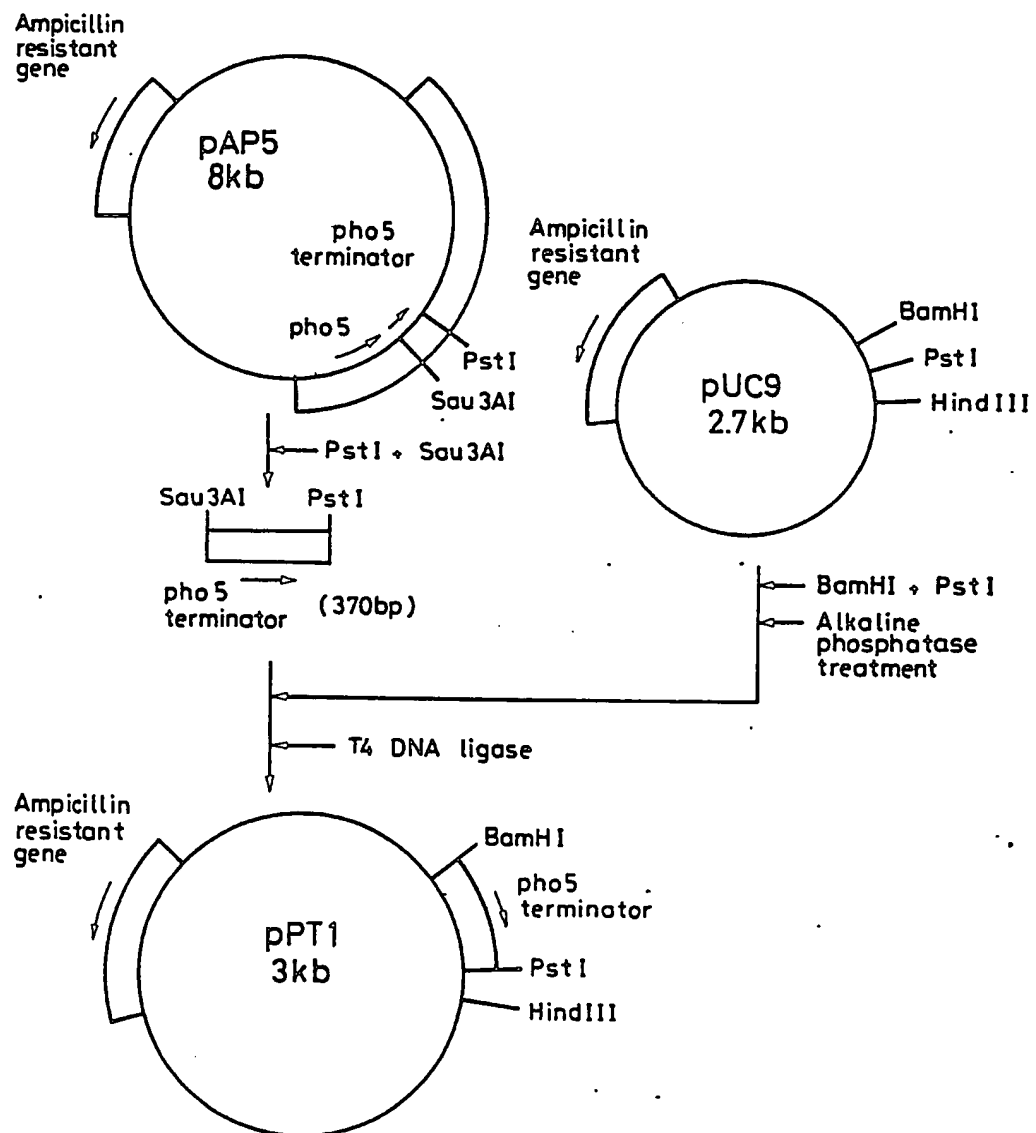 Ampicillin
resistant
gene
pAP5
8kb
pho5
terminator
pho5
PstI
Sau3AI
Ampicillin
resistant
gene
BamHI
PstI
HindIII
pUC9
2.7kb
PstI + Sau3AI
Sau3AI PstI
pho5
terminator
(370bp)
BamHI + PstI
Alkaline
phosphatase
treatment
T4 DNA ligase
Ampicillin
resistant
gene
BamHI
pho5
terminator
pPT1
3kb
PstI
HindIII